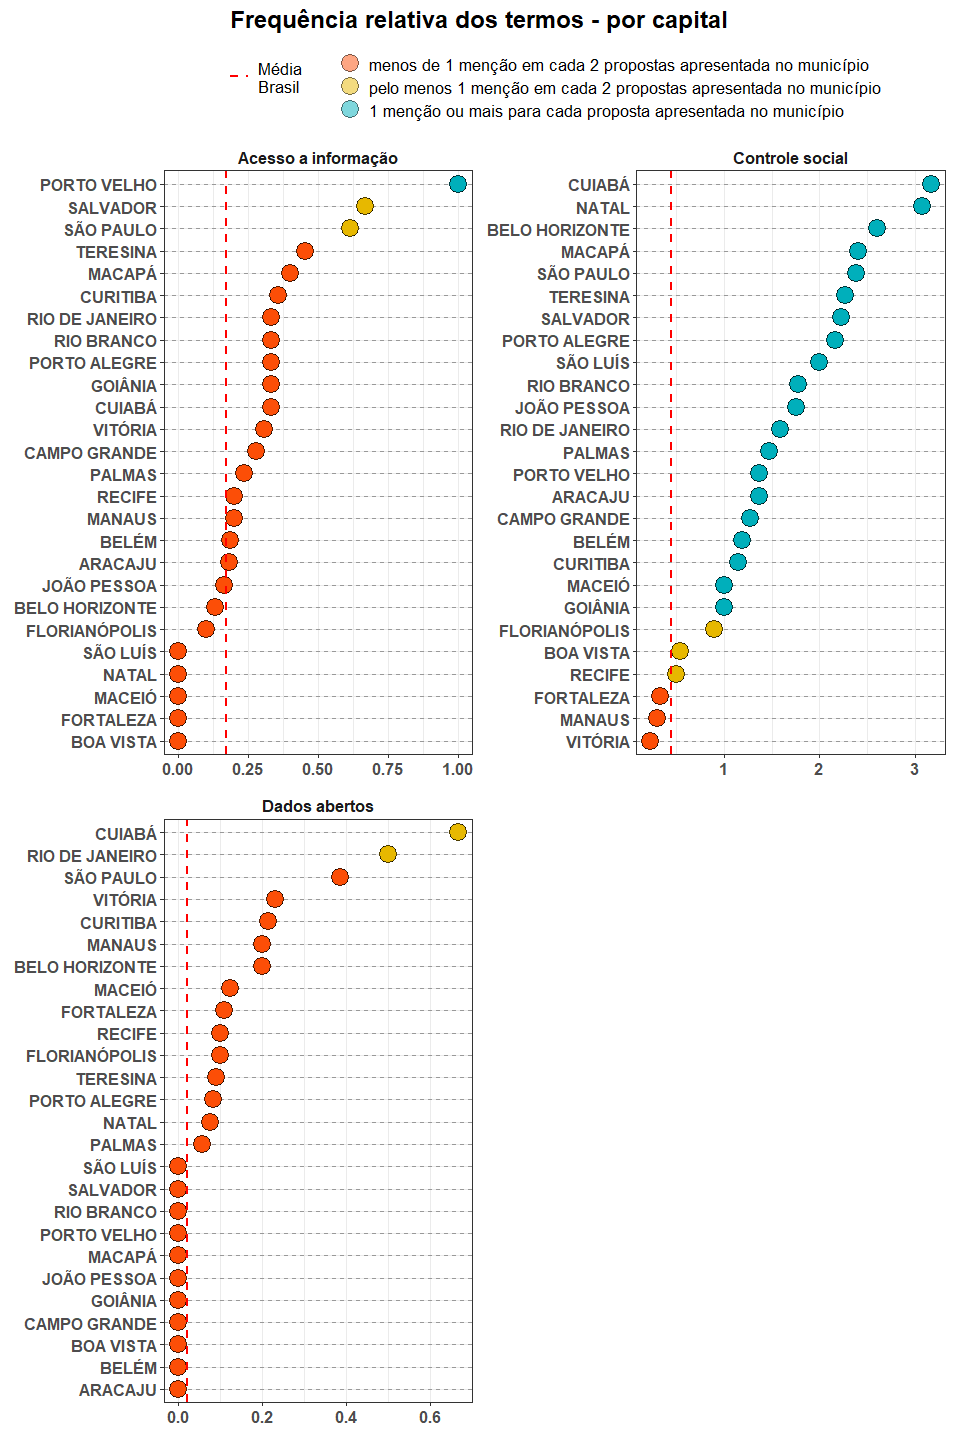 Frequência relativa dos termos - por capital
Média
Brasil
menos de 1 menção em cada 2 propostas apresentada no município
pelo menos 1 menção em cada 2 propostas apresentada no município
1 menção ou mais para cada proposta apresentada no município
Acesso a informação
PORTO VELHO
SALVADOR
SÃO PAULO
TERESINA
MACAPÁ
CURITIBA
RIO DE JANEIRO
RIO BRANCO
PORTO ALEGRE
GOIÂNIA
CUIABÁ
VITÓRIA
CAMPO GRANDE
PALMAS
RECIFE
MANAUS
BELÉM
ARACAJU
JOÃO PESSOA
BELO HORIZONTE
FLORIANÓPOLIS
SÃO LUÍS
NATAL
MACEIÓ
FORTALEZA
BOA VISTA
0.00 0.25 0.50 0.75 1.00
Controle social
CUIABÁ
NATAL
BELO HORIZONTE
MACAPÁ
SÃO PAULO
TERESINA
SALVADOR
PORTO ALEGRE
SÃO LUÍS
RIO BRANCO
JOÃO PESSOA
RIO DE JANEIRO
PALMAS
PORTO VELHO
ARACAJU
CAMPO GRANDE
BELÉM
CURITIBA
MACEIÓ
GOIÂNIA
FLORIANÓPOLIS
BOA VISTA
RECIFE
FORTALEZA
MANAUS
VITÓRIA
1 2 3
Dados abertos
CUIABÁ
RIO DE JANEIRO
SÃO PAULO
VITÓRIA
CURITIBA
MANAUS
BELO HORIZONTE
MACEIÓ
FORTALEZA
RECIFE
FLORIANÓPOLIS
TERESINA
PORTO ALEGRE
NATAL
PALMAS
SÃO LUÍS
SALVADOR
RIO BRANCO
PORTO VELHO
MACAPÁ
JOÃO PESSOA
GOIÂNIA
CAMPO GRANDE
BOA VISTA
BELÉM
ARACAJU
0.0 0.2 0.4 0.6